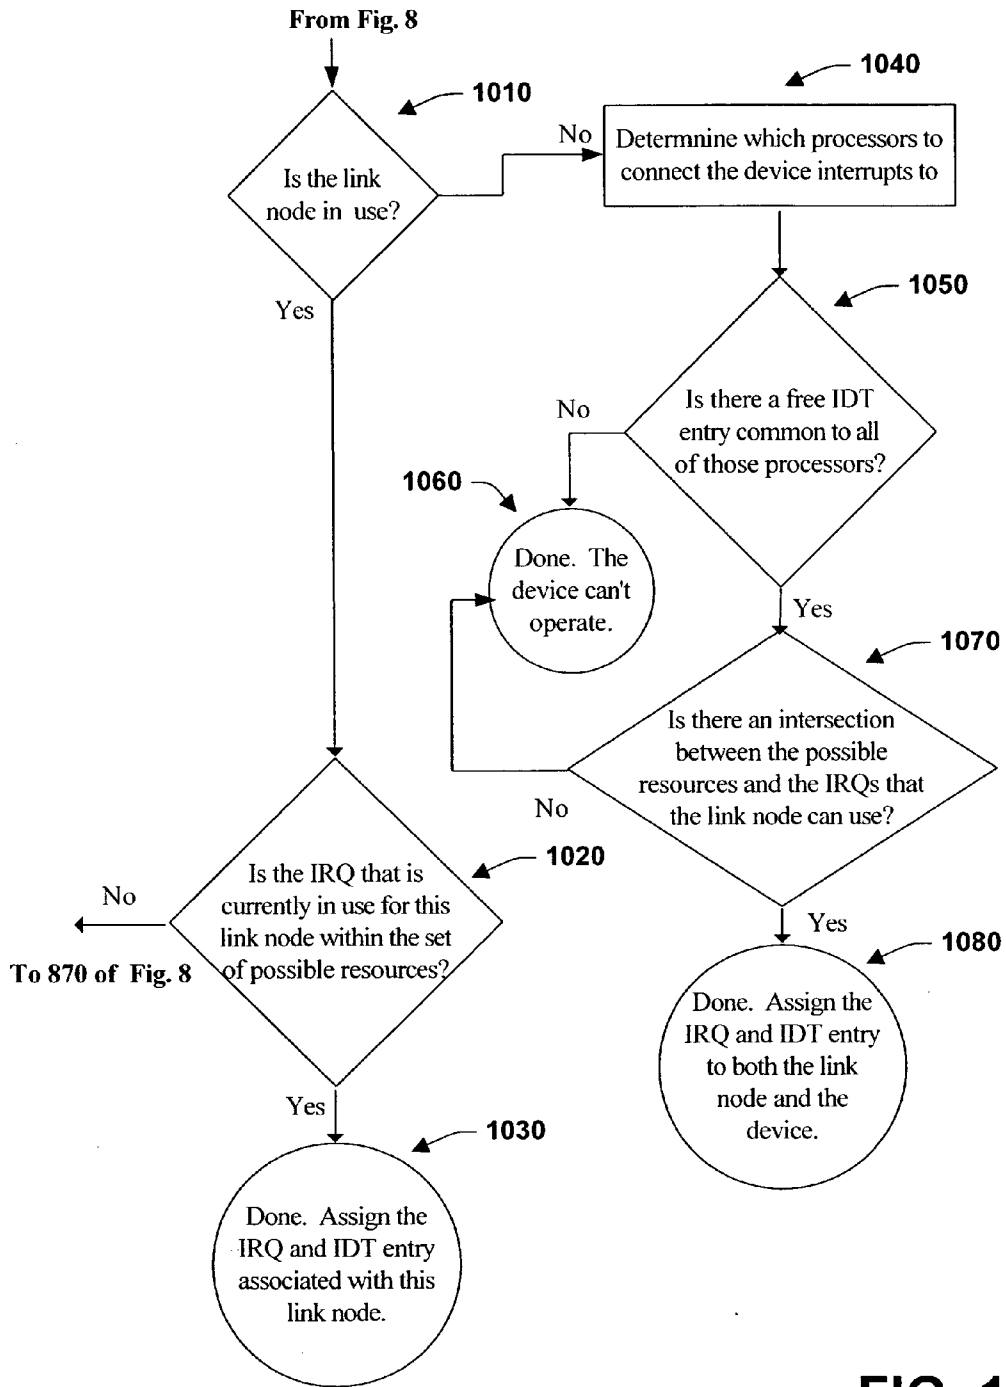 From Fig. 8
1010
Is the link
node in use?
No
Yes
1040
Determnine which processors to
connect the device interrupts to
1050
Is there a free IDT
entry common to all
of those processors?
No
Yes
1060
Done. The
device can't
operate.
1070
Is there an intersection
between the possible
resources and the IRQs that
the link node can use?
No
Yes
1020
Is the IRQ that is
currently in use for this
link node within the set
of possible resources?
No
To 870 of Fig. 8
Yes
1080
Done. Assign the
IRQ and IDT entry
to both the link
node and the
device.
1030
Done. Assign the
IRQ and IDT entry
associated with this
link node.
FIG. 1